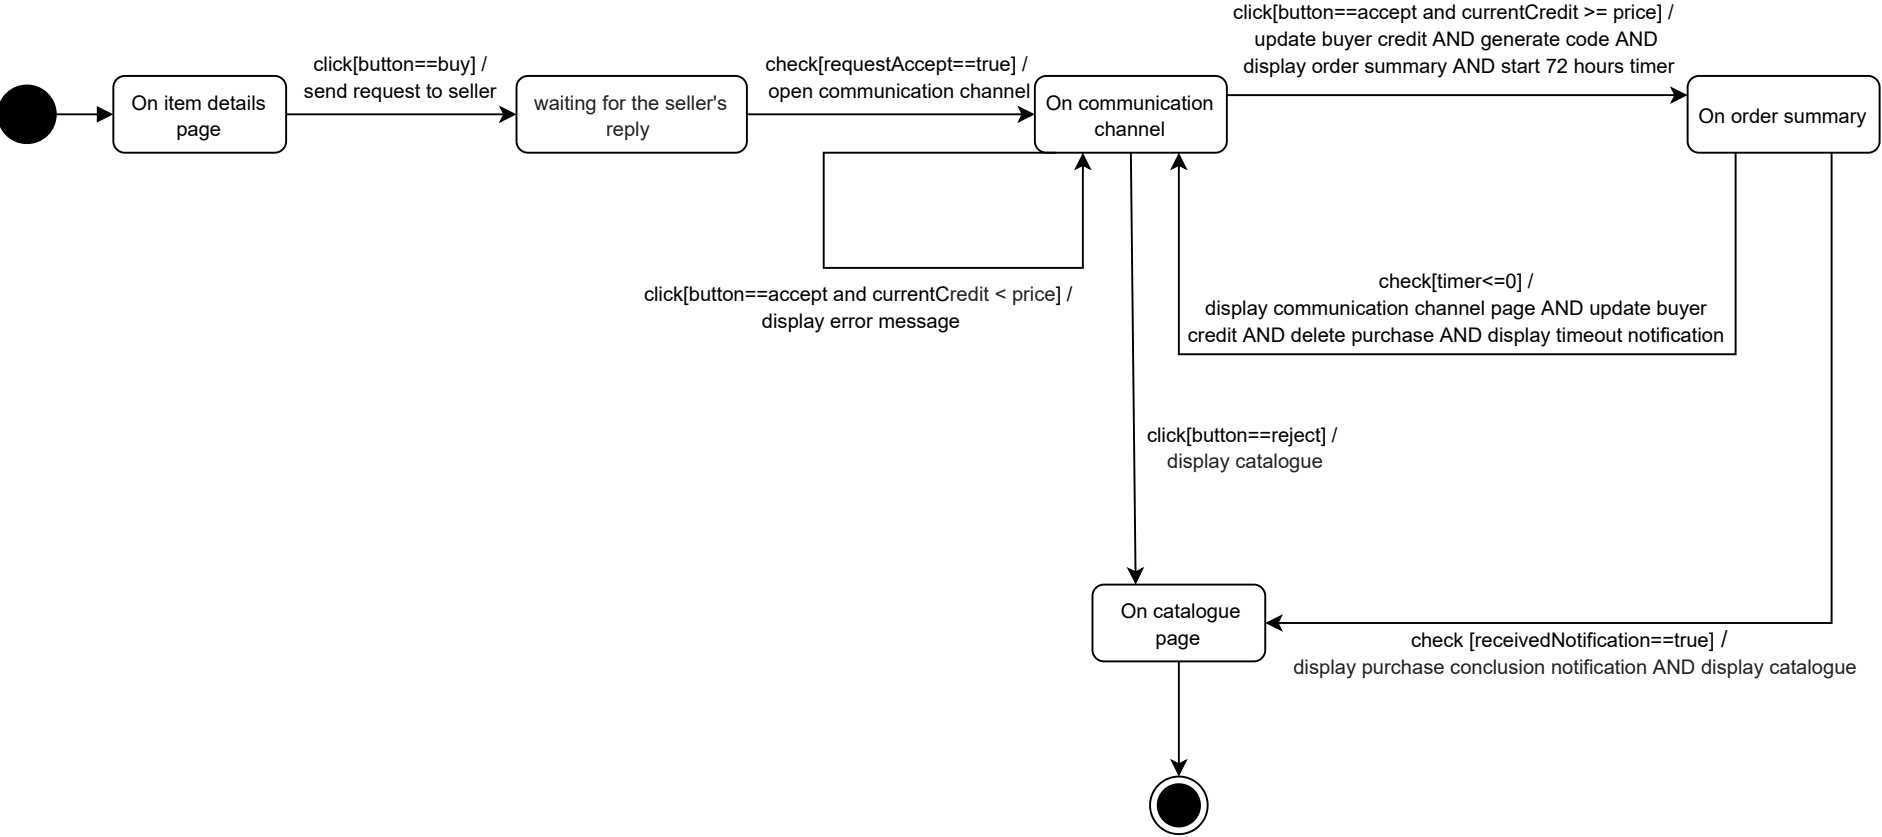 click[button==accept and currentCredit >= price] /
update buyer credit AND generate code AND
display order summary AND start 72 hours timer
click[button==buy] /
send request to seller
check[requestAccept==true] /
open communication channel
On item details
page
waiting for the seller's
reply
On communication
channel
On order summary
click[button==accept and currentCredit < price] /
display error message
check[timer<=0] /
display communication channel page AND update buyer
credit AND delete purchase AND display timeout notification
click[button==reject] /
display catalogue
On catalogue
page
check [receivedNotification==true] /
display purchase conclusion notification AND display catalogue